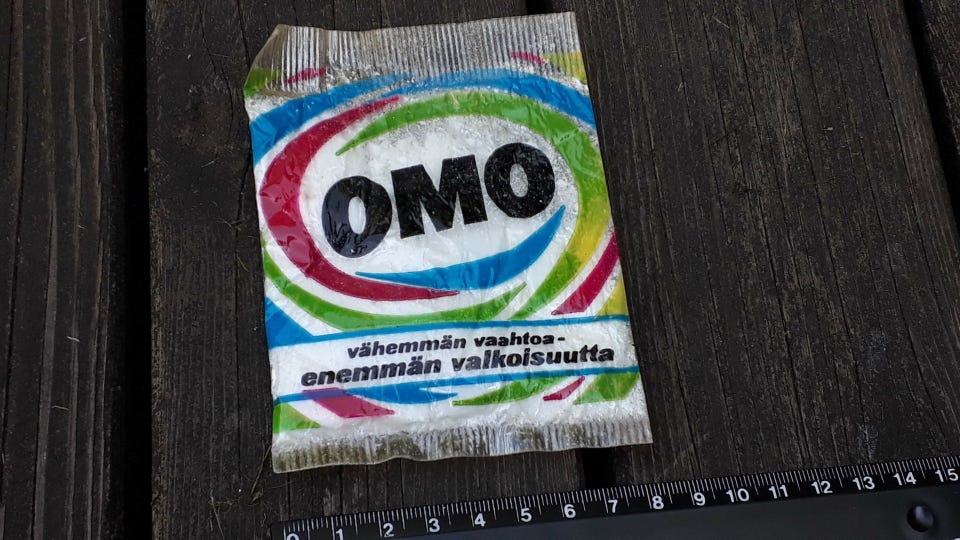 OMO
vähemmän vaahtoa-
enemmän valkoisuutta
0 1 2 3 4 5 6 7 8 9 10 11 12 13 14 15